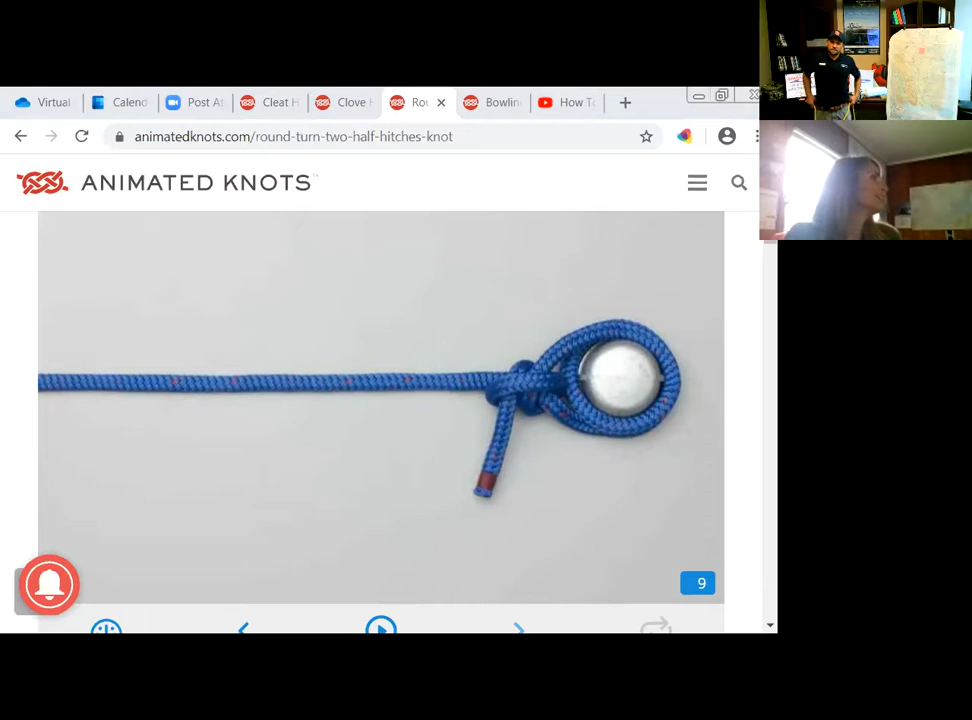 Virtual
Calend
Post At
Cleat H
Clove H
Rou
Bowlin
How To
animatedknots.com/round-turn-two-half-hitches-knot
ANIMATED KNOTS
9